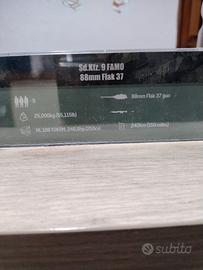 Sd.Kfz. 9 FAMO
88mm Flak 37
9
88mm Flak 37 gun
25,000kg (55,115lb)
240km (150 miles)
subito